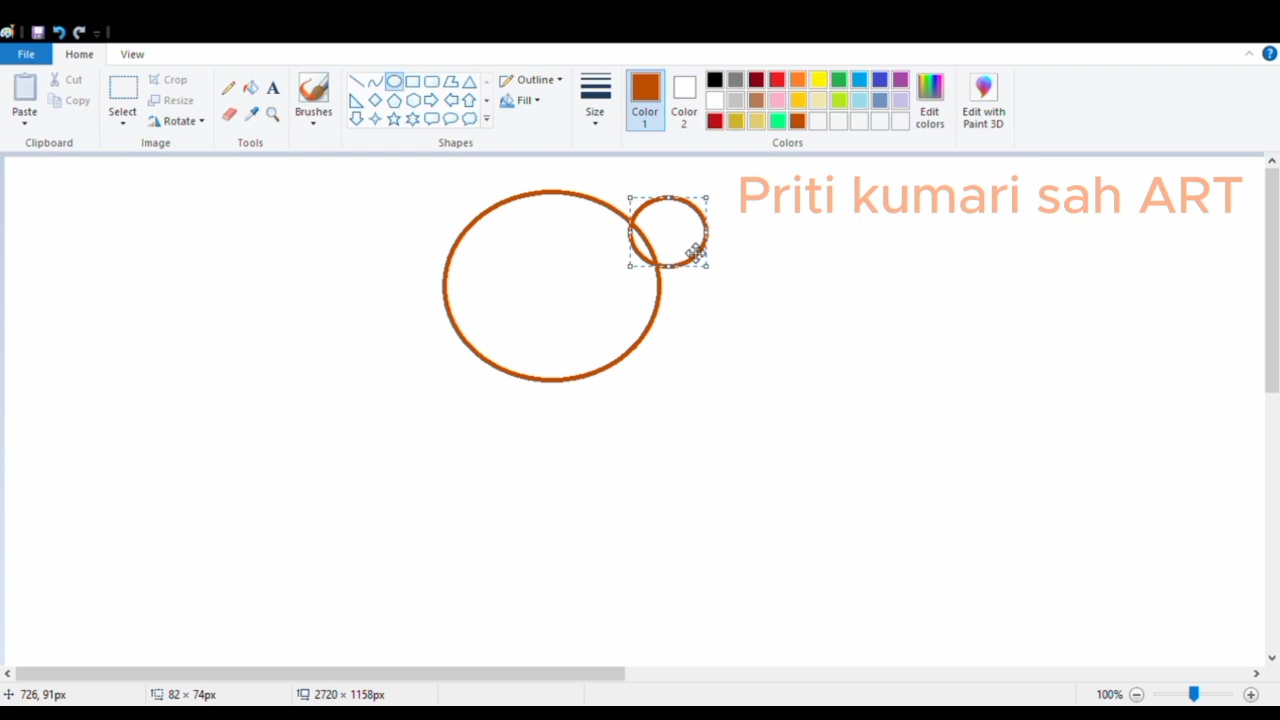 File Home View
Paste
Cut
Copy
Clipboard
Select
Crop
Resize
Rotate
Image
Tools
Brushes
Outline
Fill
Shapes
Size
Color
1
Color
2
Edit
colors
Colors
Edit with
Paint 3D
Priti kumari sah ART
726, 91px 82 × 74px 2720 × 1158px 100%